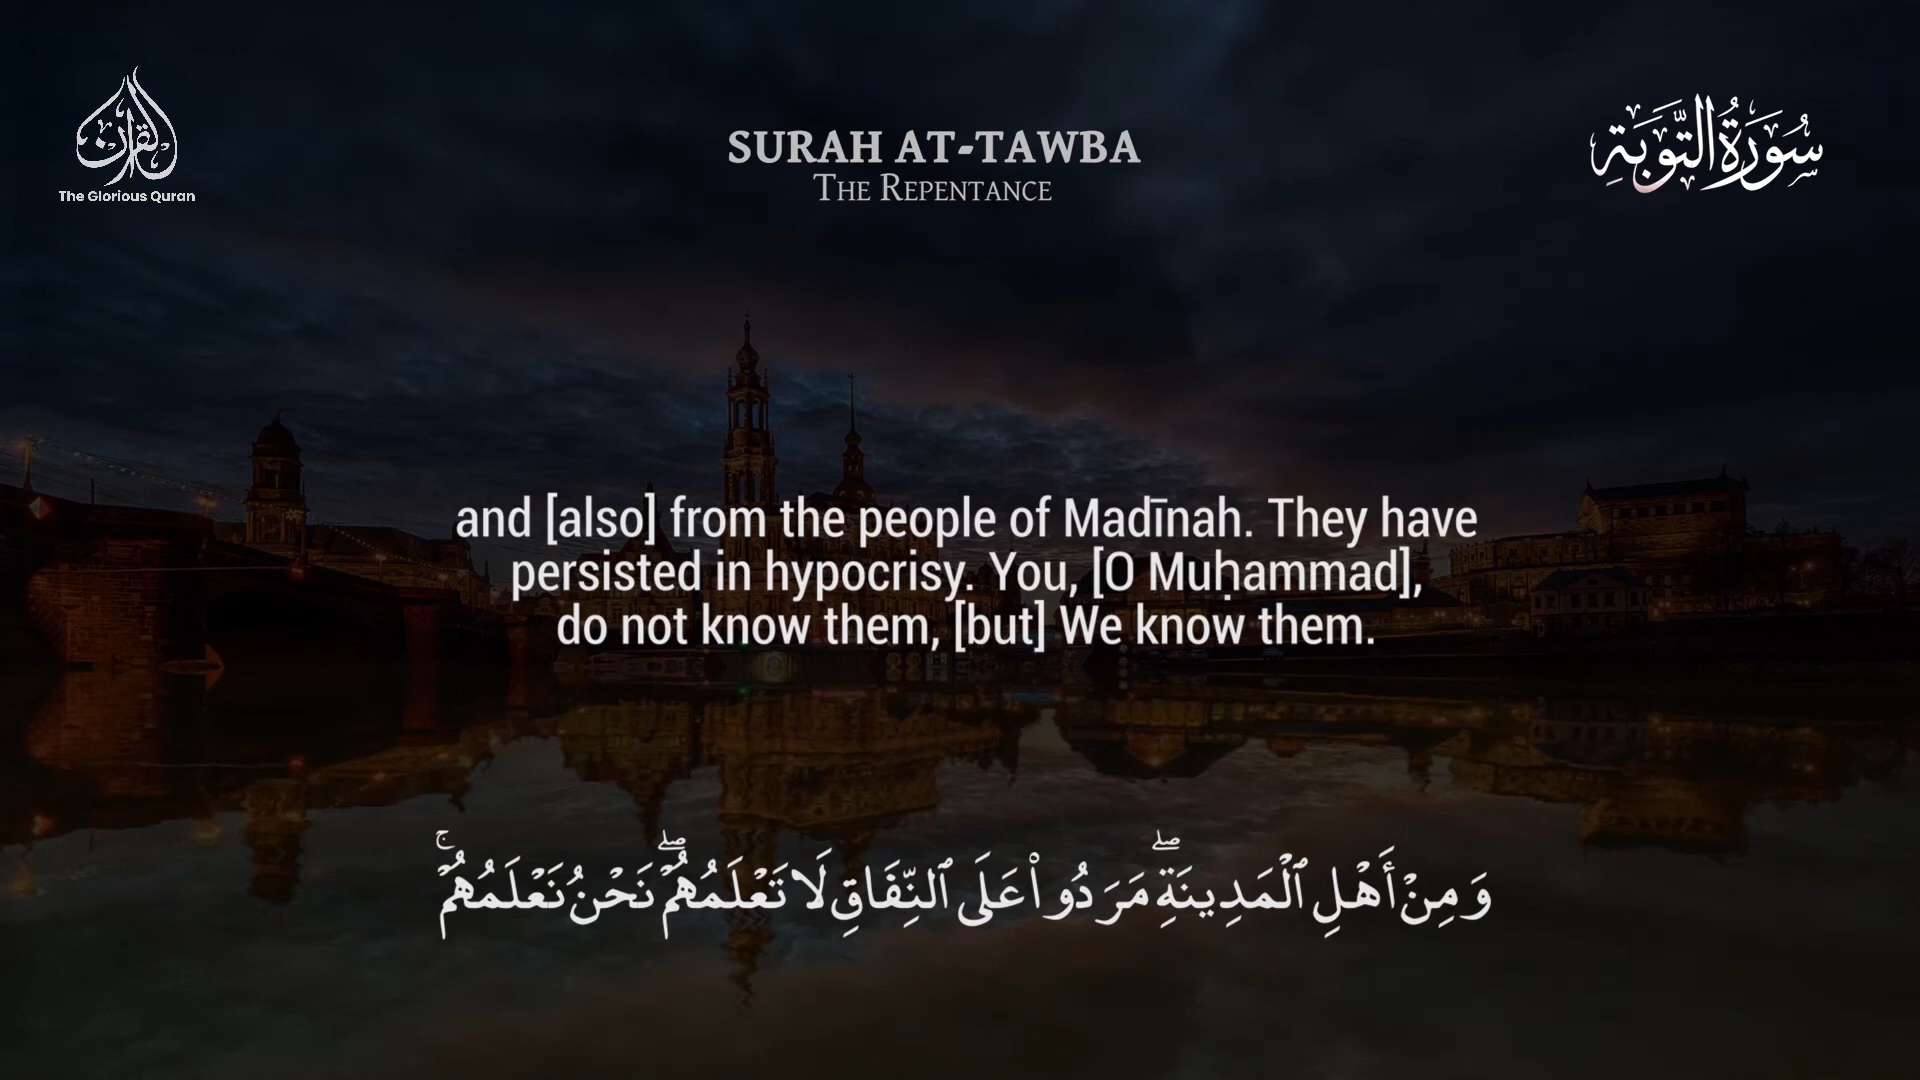 القرآن
The Glorious Quran
SURAH AT-TAWBA
THE REPENTANCE
سُورَةُ التَّوْبَةِ
and [also] from the people of Madīnah. They have
persisted in hypocrisy. You, [O Muḥammad],
do not know them, [but] We know them.
وَمِنْ أَهْلِ ٱلْمَدِينَةِ ۖ مَرَدُوا۟ عَلَى ٱلنِّفَاقِ لَا تَعْلَمُهُمْ ۖ نَحْنُ نَعْلَمُهُمْ ۚ